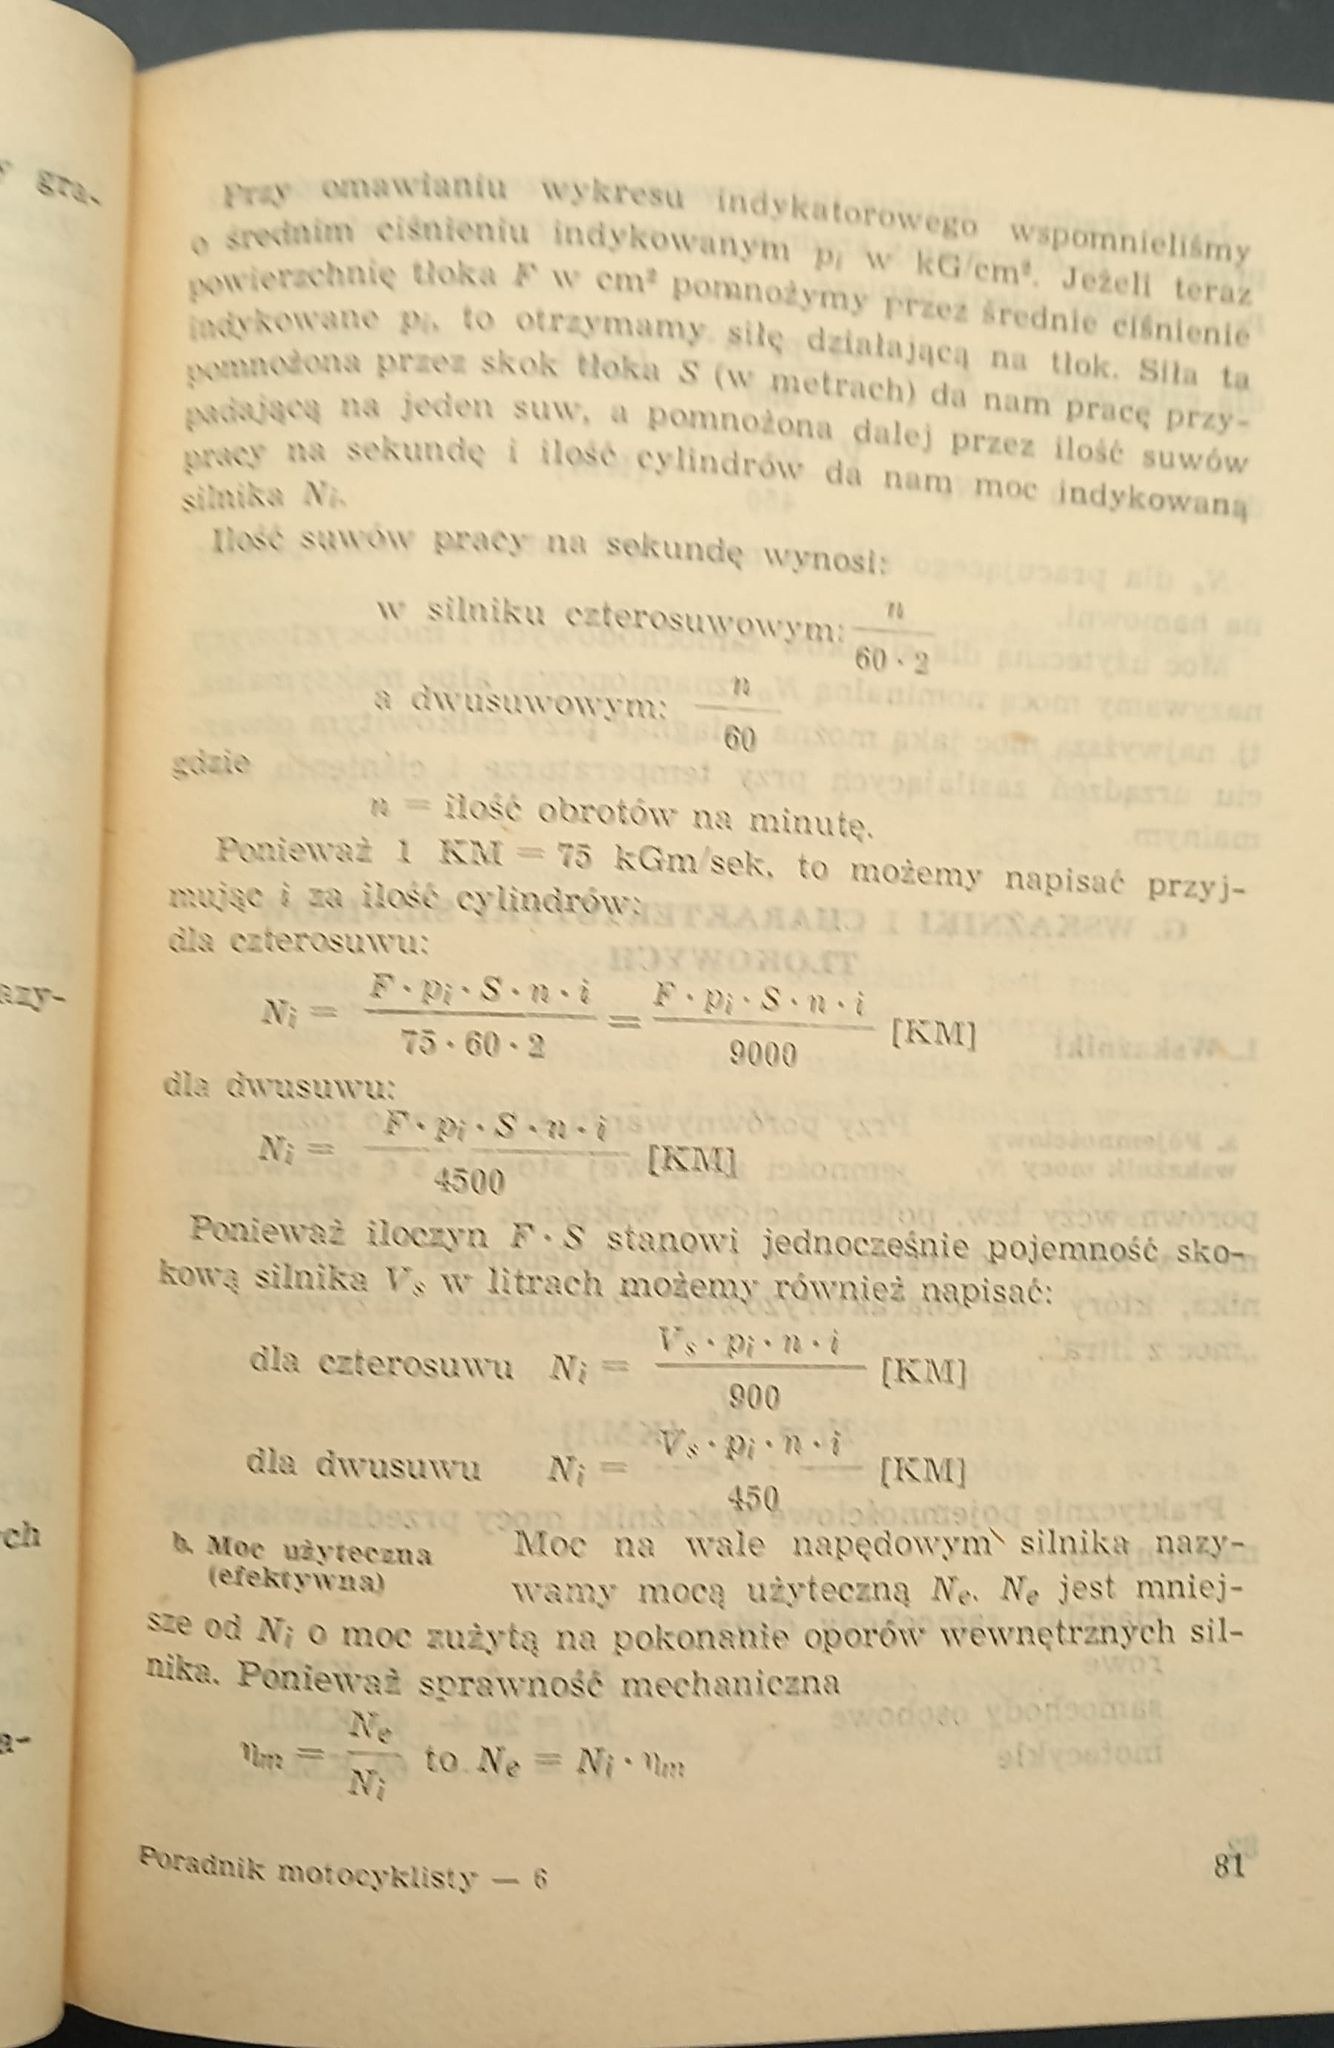 gra-
azy-
ch
a-
Przy omawianiu wykresu indykatorowego wspomnieliśmy
o średnim ciśnieniu indykowanym pᵢ w kG/cm². Jeżeli teraz
powierzchnię tłoka F w cm² pomnożymy przez średnie ciśnienie
indykowane pᵢ, to otrzymamy siłę działającą na tłok. Siła ta
pomnożona przez skok tłoka S (w metrach) da nam pracę przy-
padającą na jeden suw, a pomnożona dalej przez ilość suwów
pracy na sekundę i ilość cylindrów da nam moc indykowaną
silnika Nᵢ.
Ilość suwów pracy na sekundę wynosi:
w silniku czterosuwowym: n / 60 · 2
a dwusuwowym: n / 60
gdzie
n = ilość obrotów na minutę.
Ponieważ 1 KM = 75 kGm/sek, to możemy napisać przyj-
mując i za ilość cylindrów:
dla czterosuwu:
Nᵢ = F · pᵢ · S · n · i / 75 · 60 · 2 = F · pᵢ · S · n · i / 9000 [KM]
dla dwusuwu:
Nᵢ = F · pᵢ · S · n · i / 4500 [KM]
Ponieważ iloczyn F · S stanowi jednocześnie pojemność sko-
kową silnika Vₛ w litrach możemy również napisać:
dla czterosuwu Nᵢ = Vₛ · pᵢ · n · i / 900 [KM]
dla dwusuwu Nᵢ = Vₛ · pᵢ · n · i / 450 [KM]
b. Moc użyteczna
(efektywna)
Moc na wale napędowym silnika nazy-
wamy mocą użyteczną Nₑ. Nₑ jest mniej-
sze od Nᵢ o moc zużytą na pokonanie oporów wewnętrznych sil-
nika. Ponieważ sprawność mechaniczna
ηₘ = Nₑ / Nᵢ to Nₑ = Nᵢ · ηₘ
Poradnik motocyklisty — 6
81